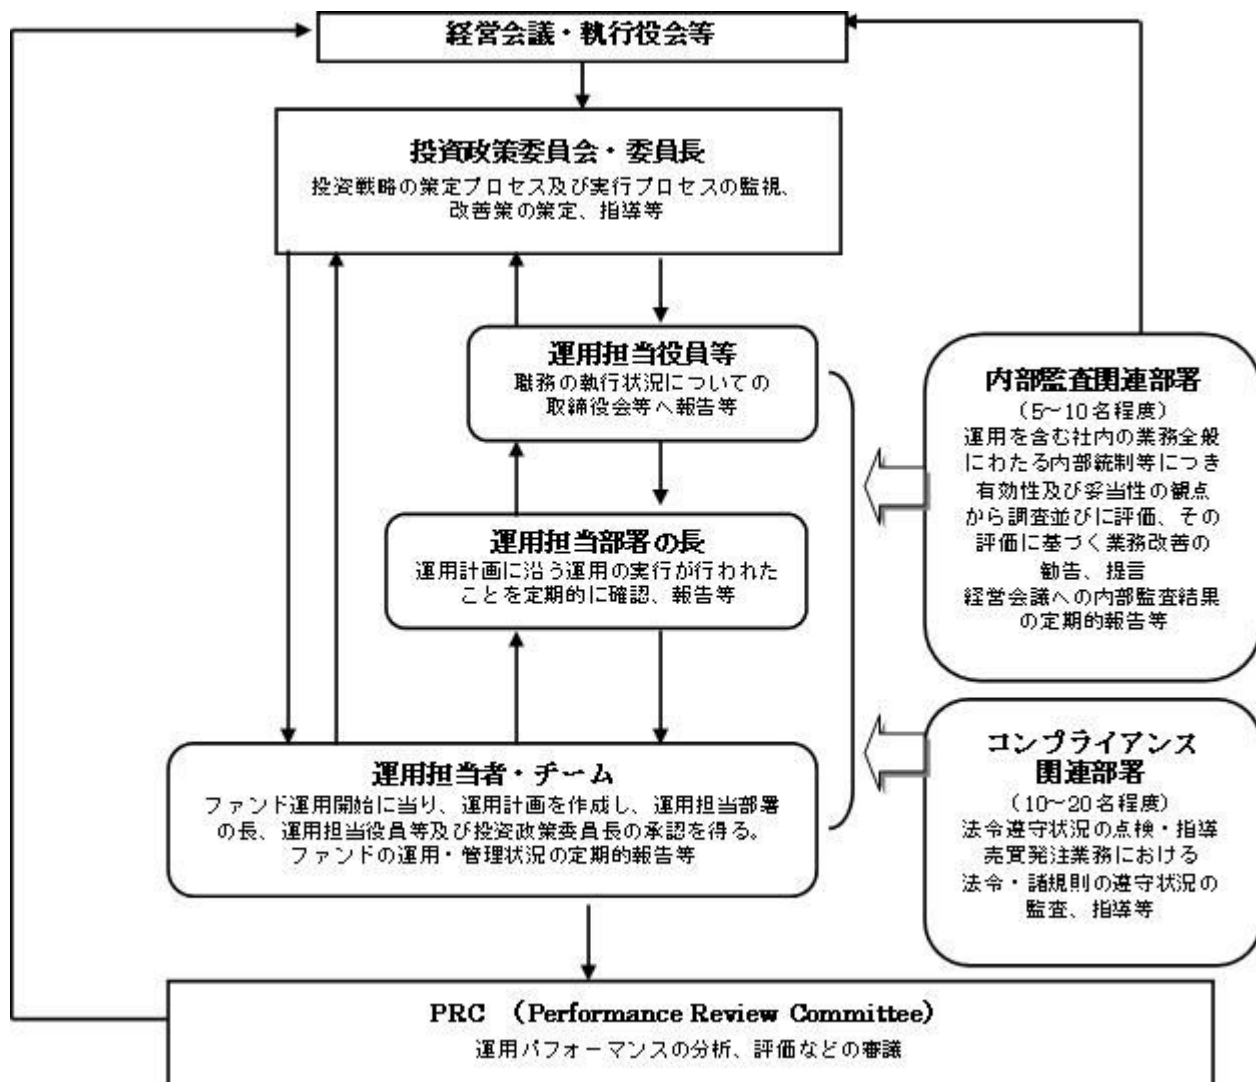 経営会議・執行役会等
投資政策委員会・委員長
投資戦略の策定プロセス及び実行プロセスの監視、
改善策の策定、指導等
運用担当役員等
職務の執行状況についての
取締役会等へ報告等
運用担当部署の長
運用計画に沿う運用の実行が行われた
ことを定期的に確認、報告等
運用担当者・チーム
ファンド運用開始に当り、運用計画を作成し、運用担当部署
の長、運用担当役員等及び投資政策委員長の承認を得る。
ファンドの運用・管理状況の定期的報告等
内部監査関連部署
(5~10名程度)
運用を含む社内の業務全般
にわたる内部統制等につき
有効性及び妥当性の観点
から調査並びに評価、その
評価に基づく業務改善の
勧告、提言
経営会議への内部監査結果
の定期的報告等
コンプライアンス
関連部署
(10~20名程度)
法令遵守状況の点検・指導
売買発注業務における
法令・諸規則の遵守状況の
監査、指導等
PRC (Performance Review Committee)
運用パフォーマンスの分析、評価などの審議